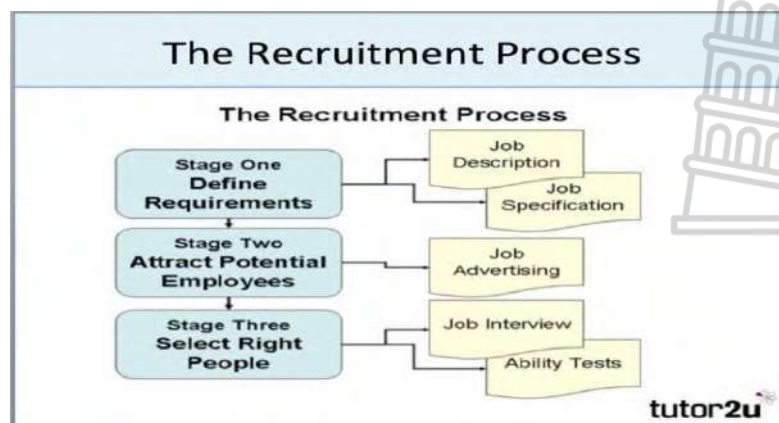 The Recruitment Process
The Recruitment Process
Stage One
Define
Requirements
Job
Description
Job
Specification
Stage Two
Attract Potential
Employees
Job
Advertising
Stage Three
Select Right
People
Job Interview
Ability Tests
tutor2u